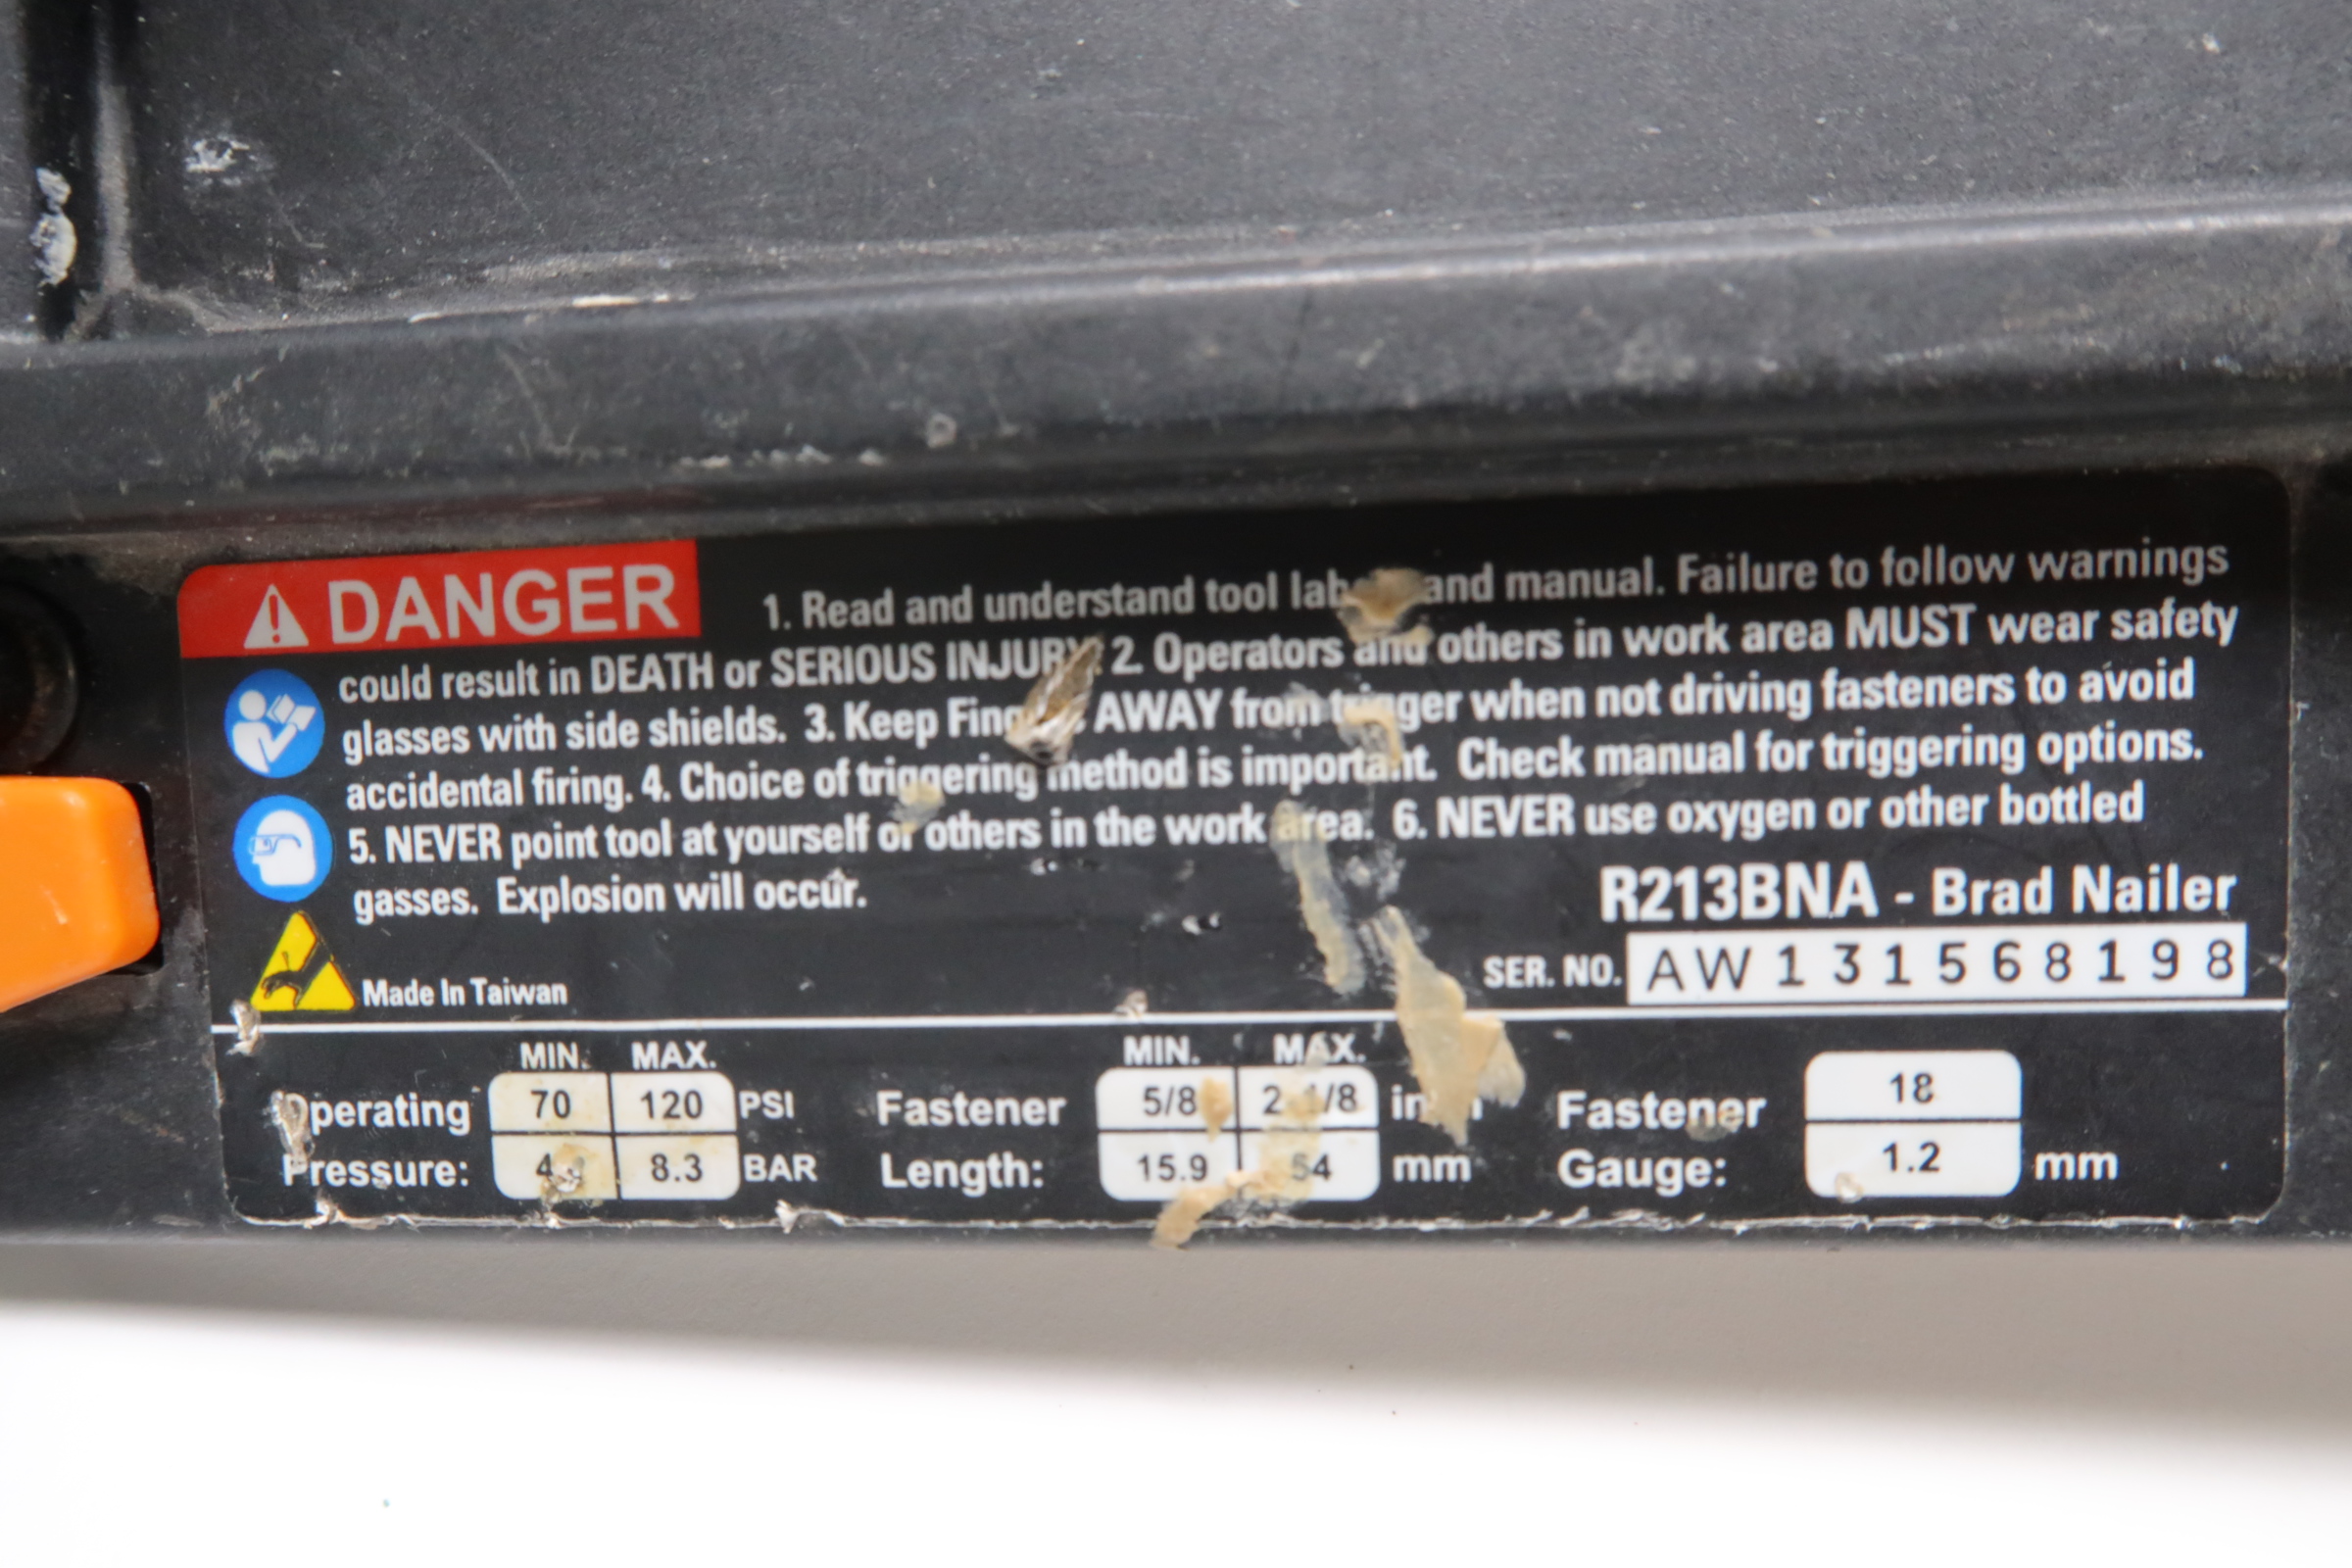 DANGER 1. Read and understand tool and manual. Failure to follow warnings
could result in DEATH or SERIOUS INJURY. 2. Operators and others in work area MUST wear safety
glasses with side shields. 3. Keep AWAY from trigger when not driving fasteners to avoid
accidental firing. 4. Choice of triggering method is important. Check manual for triggering options.
5. NEVER point tool at yourself or others in the work area. 6. NEVER use oxygen or other bottled
gasses. Explosion will occur.
R213BNA - Brad Nailer
SER. NO. AW131568198
Made In Taiwan
MIN. MAX. MIN. MAX.
Operating 70 120 PSI Fastener 5/8 2 1/8 Fastener 18
Pressure: 8.3 BAR Length: 15.9 54 mm Gauge: 1.2 mm